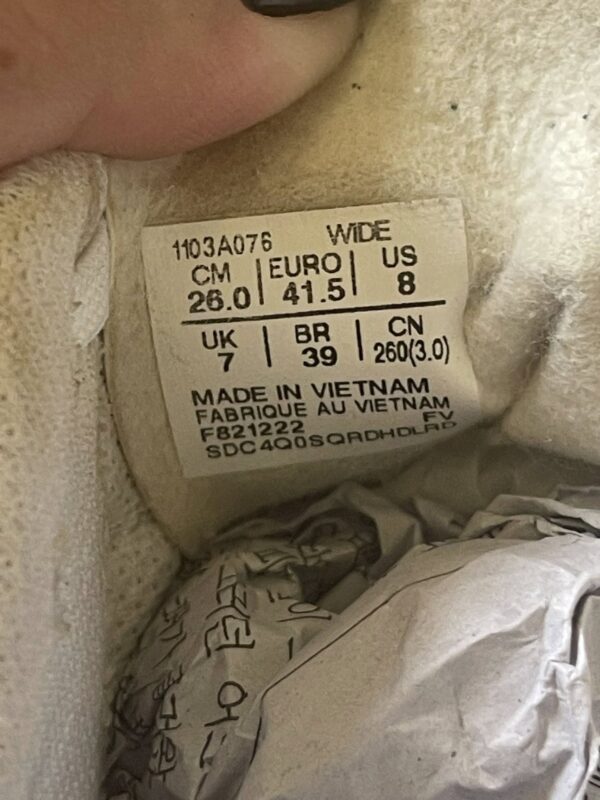 1103A076 WIDE
CM | EURO | US
26.0 | 41.5 | 8
UK | BR | CN
7 | 39 | 260(3.0)
MADE IN VIETNAM
FABRIQUE AU VIETNAM
F821222 FV
SDC4Q0SQRDHDLRD